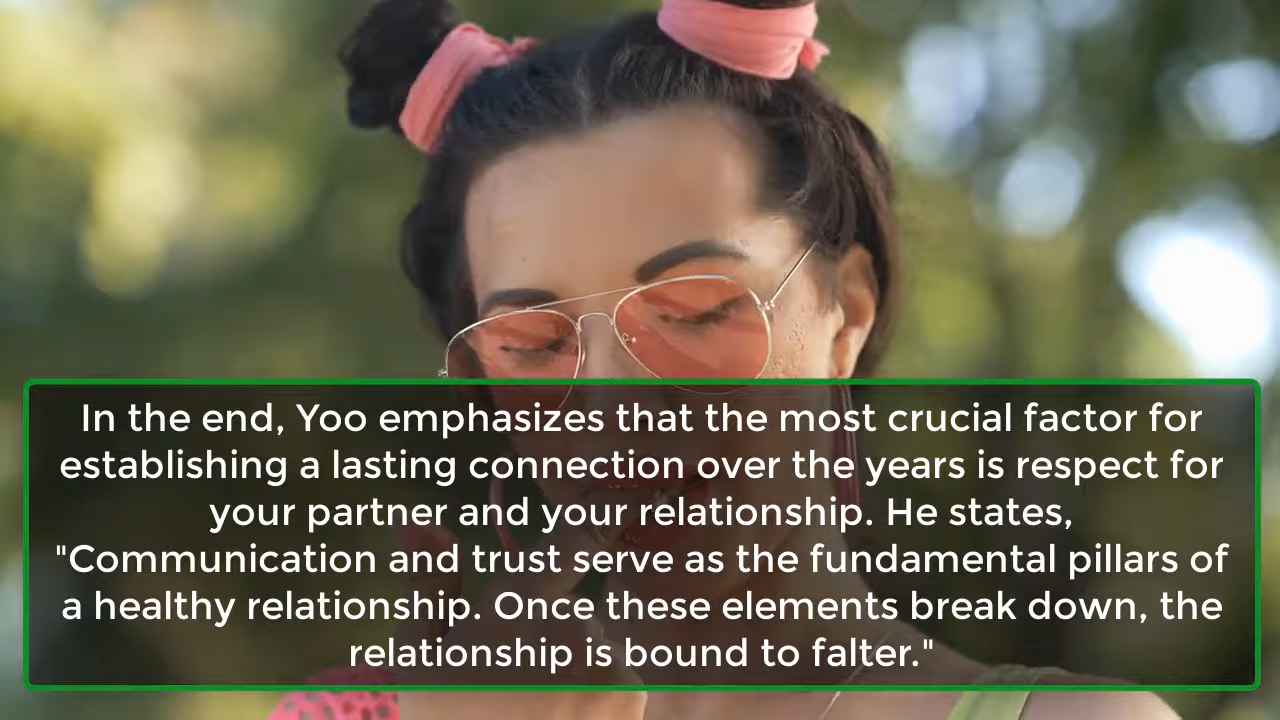 In the end, Yoo emphasizes that the most crucial factor for
establishing a lasting connection over the years is respect for
your partner and your relationship. He states,
"Communication and trust serve as the fundamental pillars of
a healthy relationship. Once these elements break down, the
relationship is bound to falter."